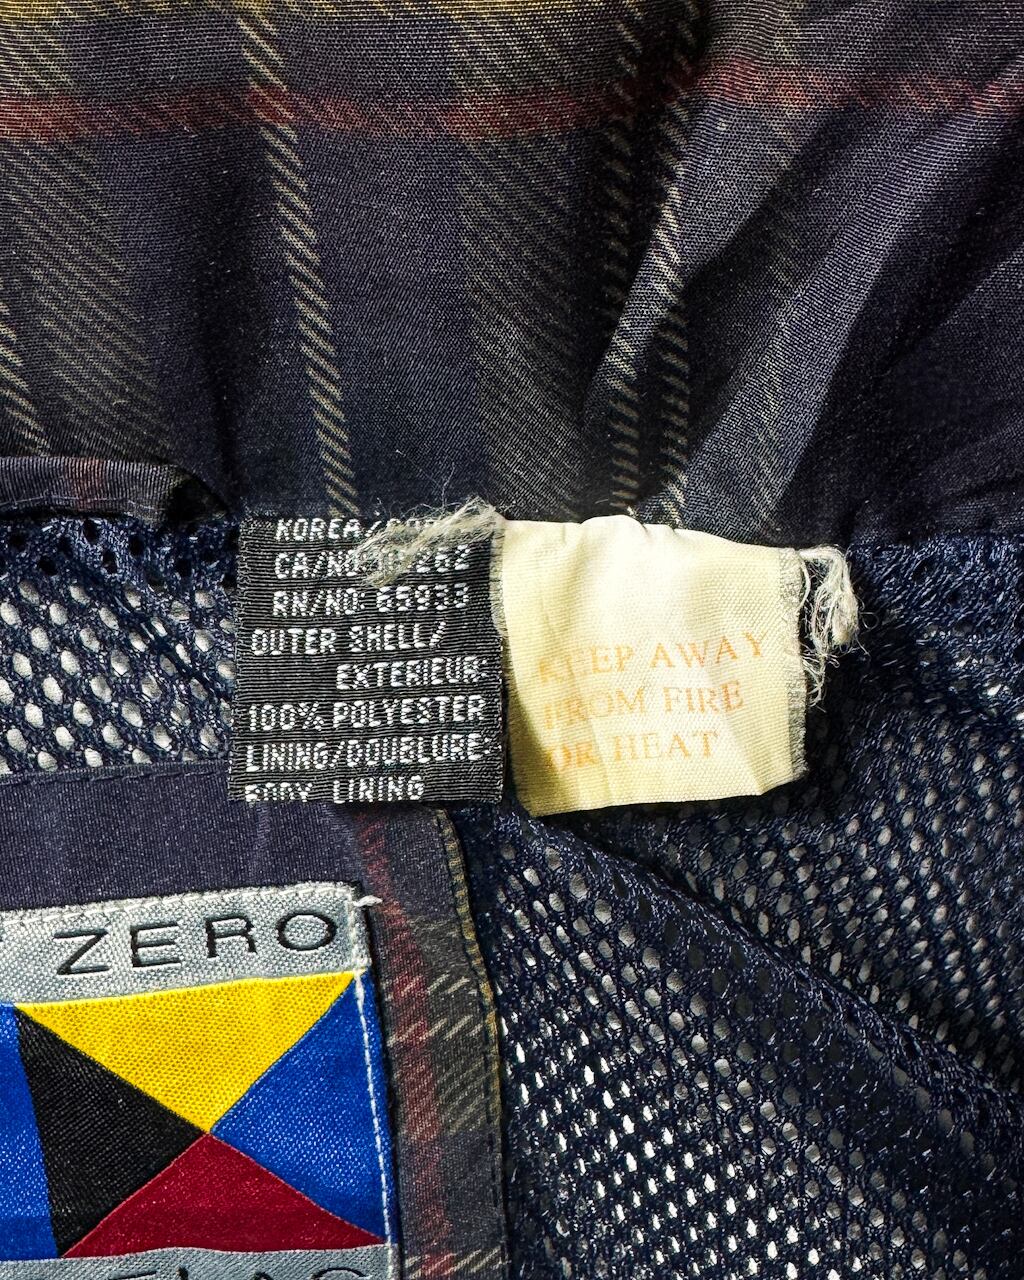 KOREA/
CA/NO:
RN/NO: 65933
OUTER SHELL/
EXTERIEUR:
100% POLYESTER
LINING/DOUBLURE:
BODY LINING
KEEP AWAY
FROM FIRE
OR HEAT
ZERO